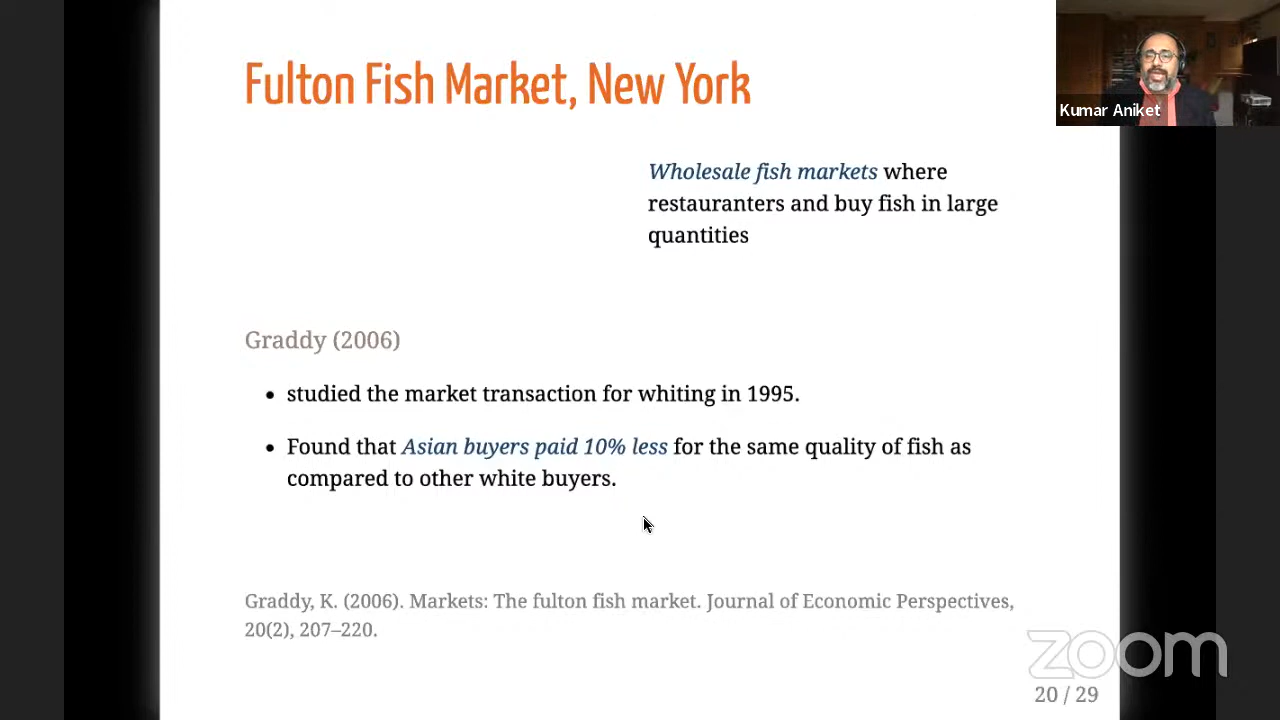 Fulton Fish Market, New York
Kumar Aniket
Wholesale fish markets where
restauranters and buy fish in large
quantities
Graddy (2006)
• studied the market transaction for whiting in 1995.
• Found that Asian buyers paid 10% less for the same quality of fish as
compared to other white buyers.
Graddy, K. (2006). Markets: The fulton fish market. Journal of Economic Perspectives,
20(2), 207–220.
zoom
20 / 29